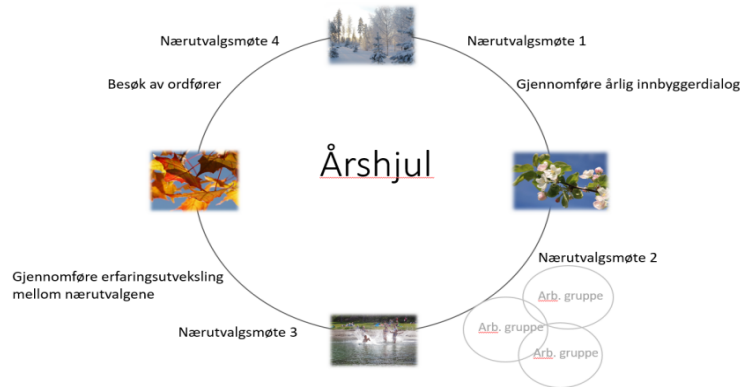 Nærutvalgsmøte 4
Nærutvalgsmøte 1
Besøk av ordfører
Gjennomføre årlig innbyggerdialog
Årshjul
Nærutvalgsmøte 2
Gjennomføre erfaringsutveksling
mellom nærutvalgene
Arb. gruppe
Arb. gruppe
Nærutvalgsmøte 3
Arb. gruppe